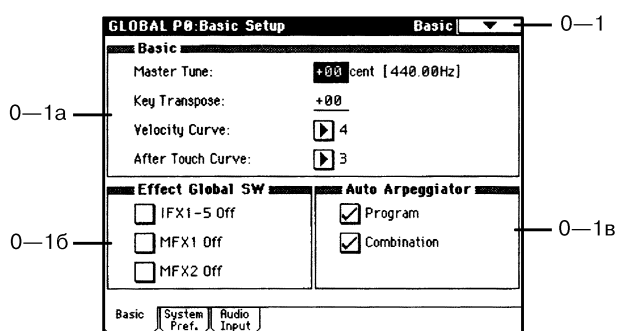 GLOBAL P0:Basic Setup Basic
0—1
Basic
Master Tune: +00 cent [440.00Hz]
Key Transpose: +00
Velocity Curve: 4
After Touch Curve: 3
0—1a
Effect Global SW
IFX1-5 Off
MFX1 Off
MFX2 Off
0—1б
Auto Arpeggiator
Program
Combination
0—1в
Basic
System Pref.
Audio Input